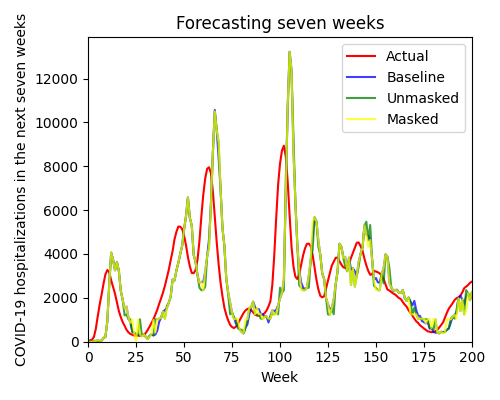 Forecasting seven weeks
COVID-19 hospitalizations in the next seven weeks
12000
10000
8000
6000
4000
2000
0
Actual
Baseline
Unmasked
Masked
0 25 50 75 100 125 150 175 200
Week